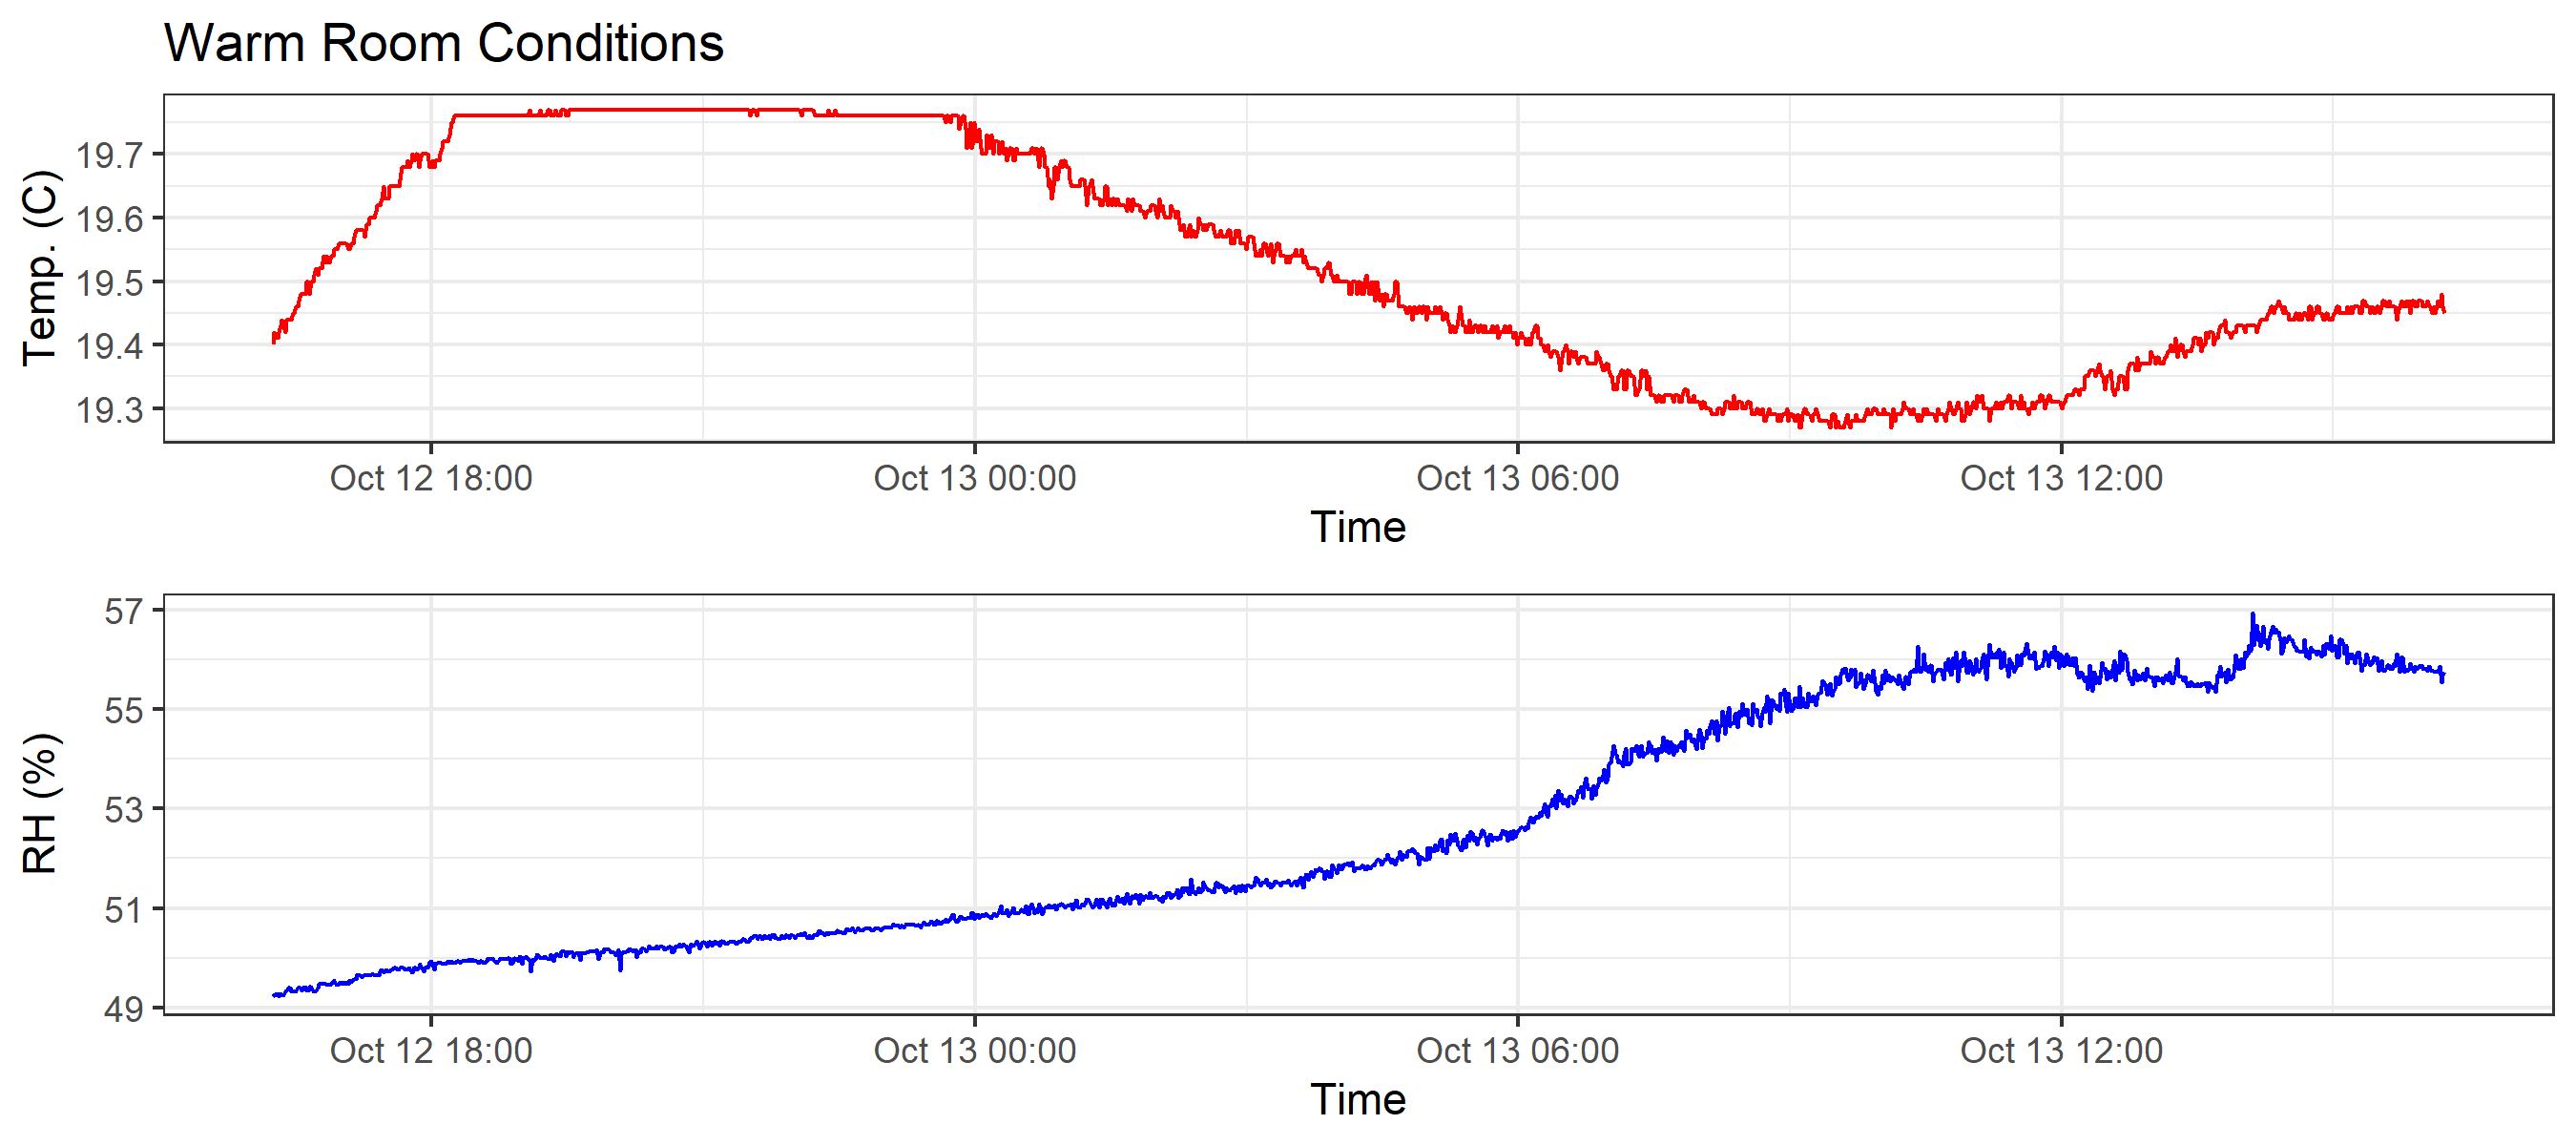 Warm Room Conditions
Temp. (C)
19.7
19.6
19.5
19.4
19.3
Oct 12 18:00 Oct 13 00:00 Oct 13 06:00 Oct 13 12:00
Time
RH (%)
57
55
53
51
49
Oct 12 18:00 Oct 13 00:00 Oct 13 06:00 Oct 13 12:00
Time